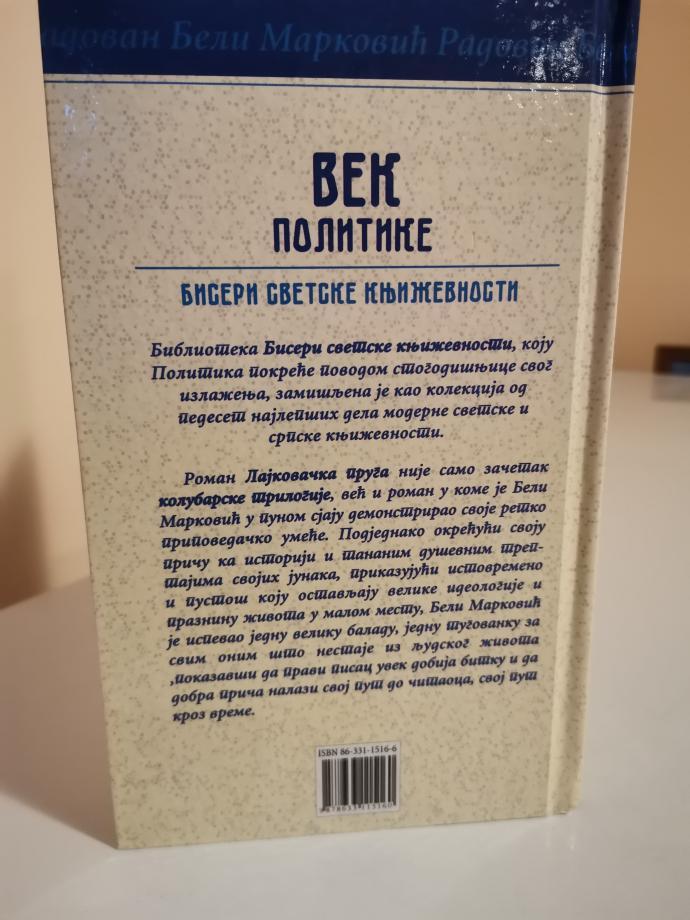 Бели Марковић
ВЕК
ПОЛИТИКЕ
БИСЕРИ СВЕТСКЕ КЊИЖЕВНОСТИ
Библиотека Бисери светске књижевности, коју
Политика покреће поводом стогодишњице свог
излажења, замишљена је као колекција од
педесет најлепших дела модерне светске и
српске књижевности.
Роман Лајковачка пруга није само зачетак
колубарске трилогије, већ и роман у коме је Бели
Марковић у пуном сјају демонстрирао своје ретко
приповедачко умеће. Подједнако окрећући своју
причу ка историји и тананим душевним треп-
тајима својих јунака, приказујући истовремено
и пустош коју остављају велике идеологије и
празнину живота у малом месту, Бели Марковић
је испевао једну велику баладу, једну туговanку за
свим оним што нестаје из људског живота
,показавши да прави писац увек добија битку и да
добра прича налази свој пут до читаоца, свој пут
кроз време.
ISBN 86-331-1516-6